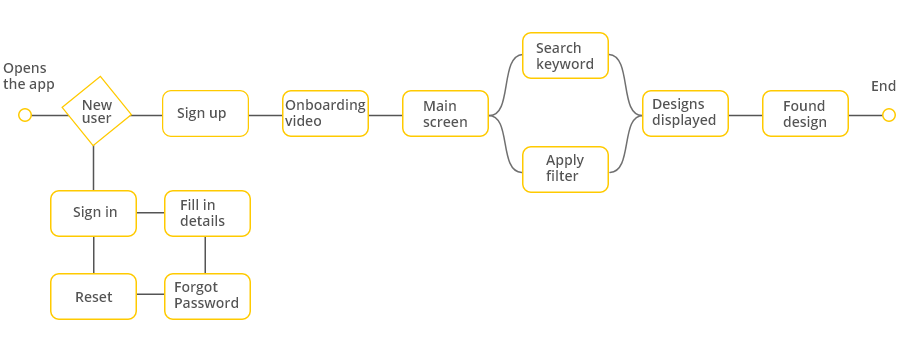 Opens
the app
New
user
Sign up
Onboarding
video
Main
screen
Search
keyword
Apply
filter
Designs
displayed
Found
design
End
Sign in
Fill in
details
Reset
Forgot
Password